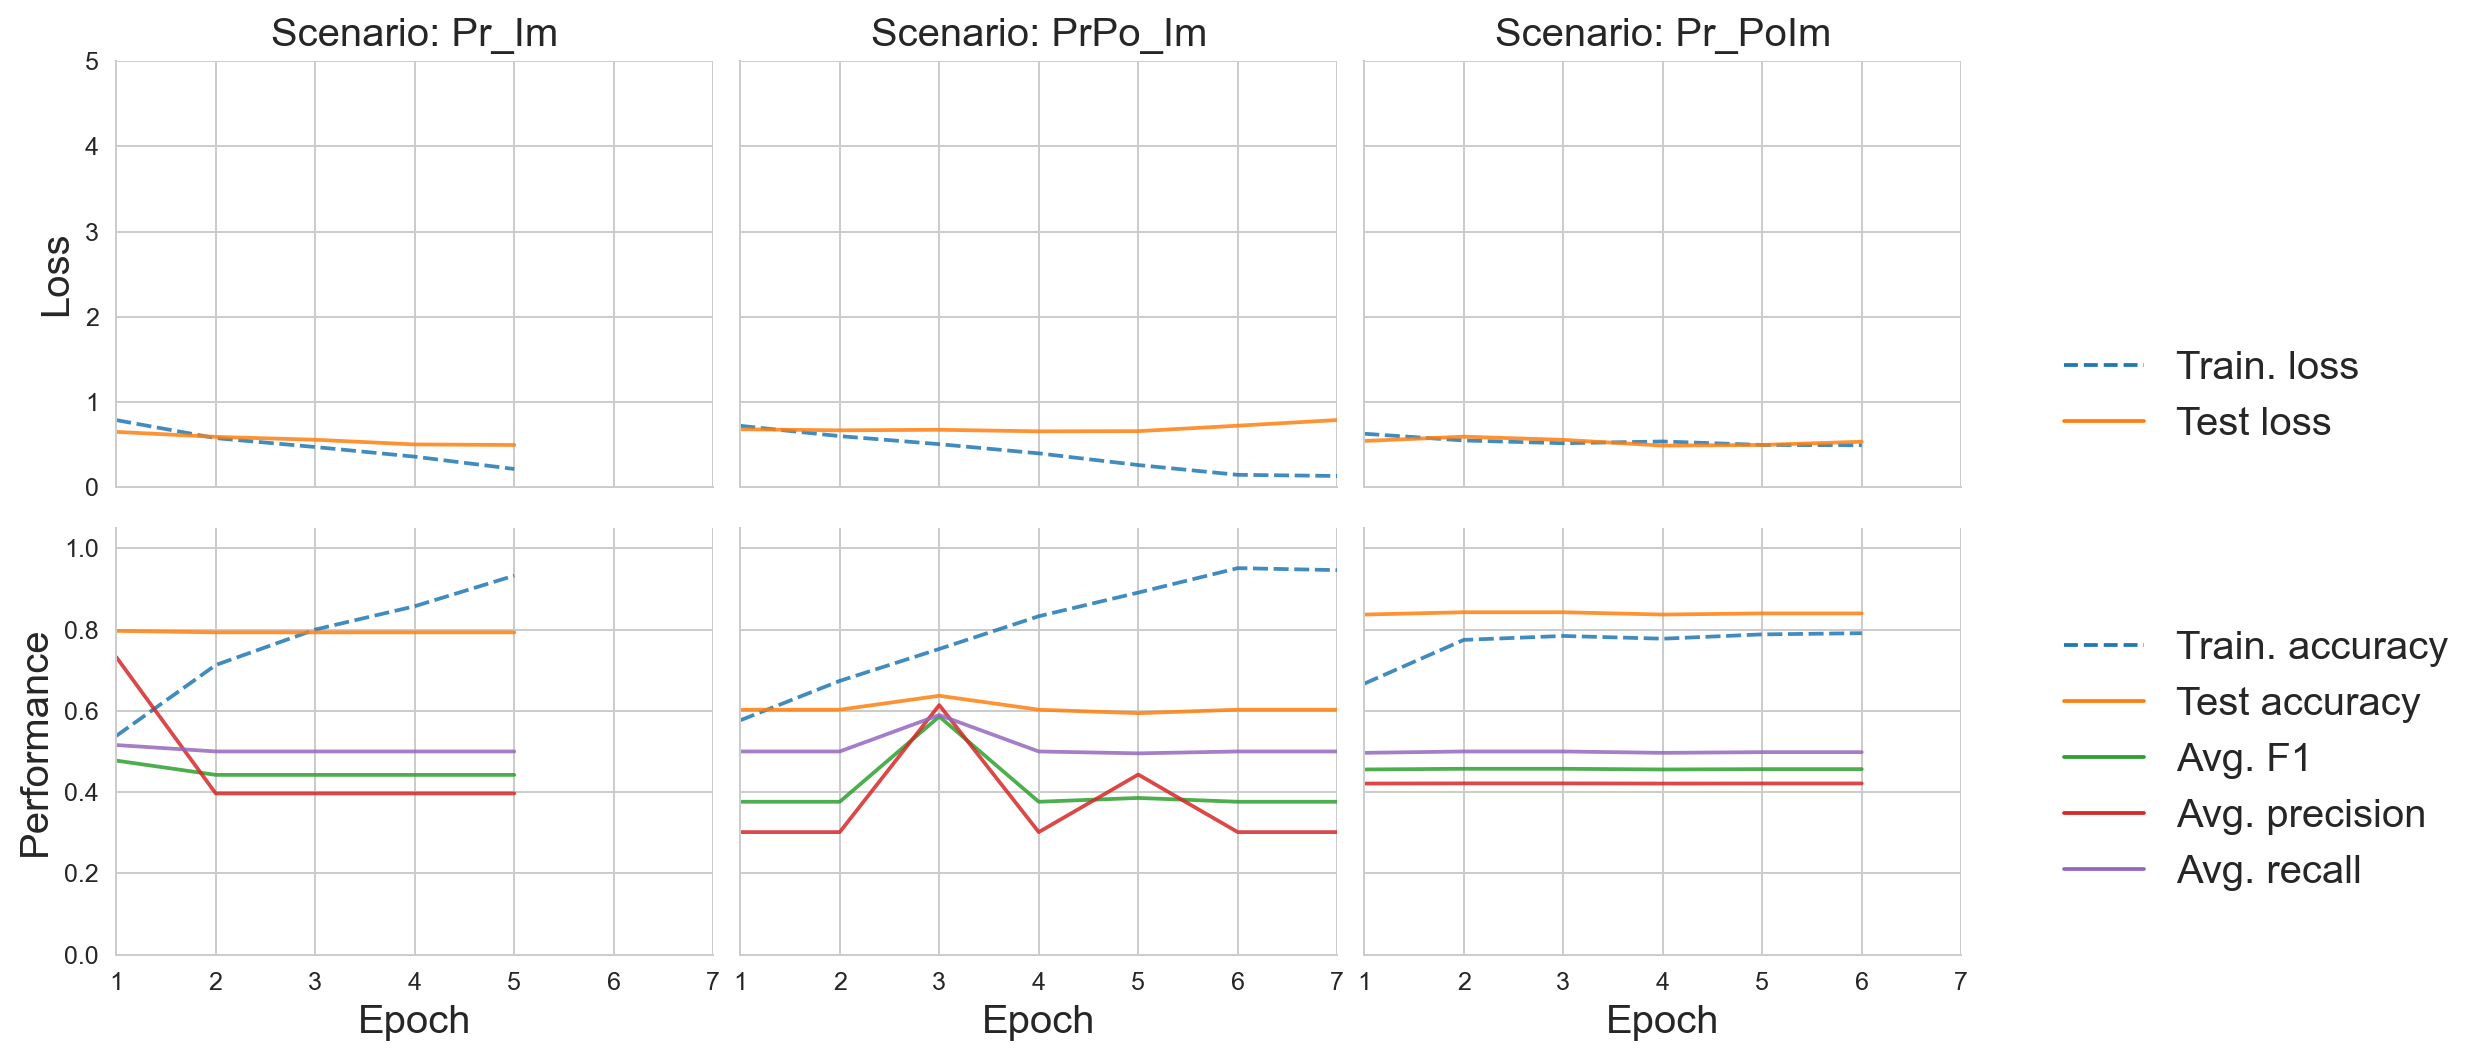 Scenario: Pr_Im
Scenario: PrPo_Im
Scenario: Pr_PoIm
5
4
3
2
1
0
Loss
Train. loss
Test loss
1.0
0.8
0.6
0.4
0.2
0.0
Performance
1 2 3 4 5 6 7
1 2 3 4 5 6 7
1 2 3 4 5 6 7
Epoch
Epoch
Epoch
Train. accuracy
Test accuracy
Avg. F1
Avg. precision
Avg. recall